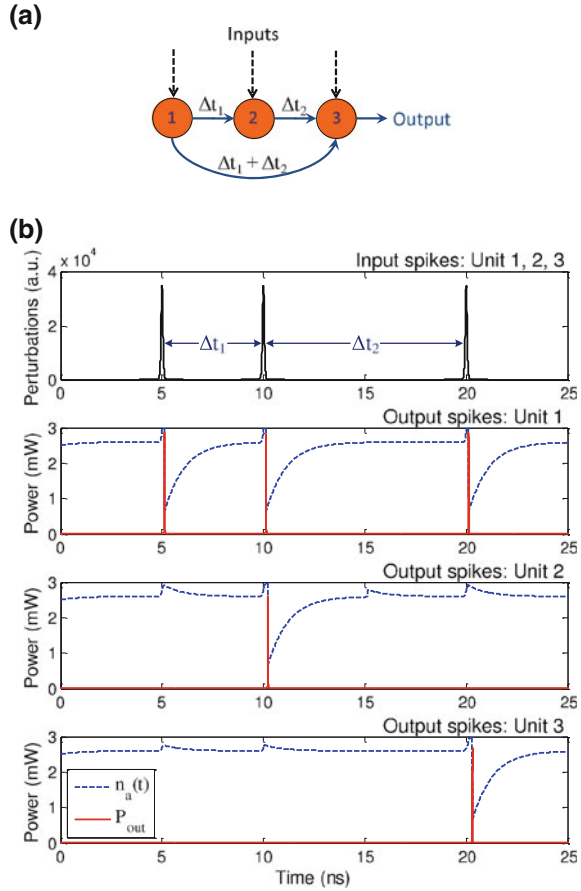 (a)
Inputs
1 Δt₁ 2 Δt₂ 3 Output
Δt₁ + Δt₂
(b)
x 10⁴
Input spikes: Unit 1, 2, 3
Perturbations (a.u.)
4
2
0
Δt₁ Δt₂
0 5 10 15 20 25
Output spikes: Unit 1
Power (mW)
3
2
1
0
0 5 10 15 20 25
Output spikes: Unit 2
Power (mW)
3
2
1
0
0 5 10 15 20 25
Output spikes: Unit 3
Power (mW)
3
2
1
0
nₐ(t)
Pₒᵤₜ
0 5 10 15 20 25
Time (ns)